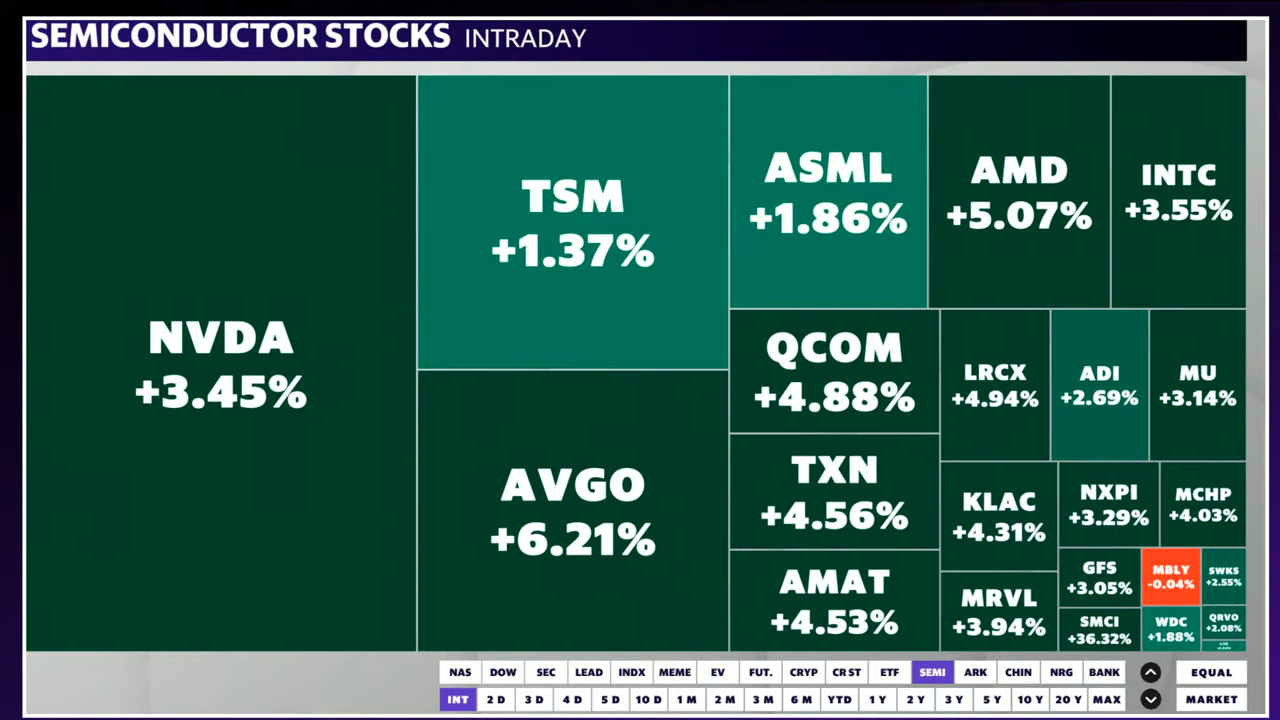 SEMICONDUCTOR STOCKS INTRADAY
NVDA
+3.45%
TSM
+1.37%
AVGO
+6.21%
ASML
+1.86%
AMD
+5.07%
INTC
+3.55%
QCOM
+4.88%
TXN
+4.56%
AMAT
+4.53%
LRCX
+4.94%
ADI
+2.69%
MU
+3.14%
KLAC
+4.31%
NXPI
+3.29%
MCHP
+4.03%
MRVL
+3.94%
GFS
+3.05%
MBLY
-0.04%
SWKS
+2.55%
SMCI
+36.32%
WDC
+1.88%
QRVO
+2.08%
NAS DOW SEC LEAD INDX MEME EV FUT. CRYP CR ST ETF SEMI ARK CHIN NRG BANK EQUAL
INT 2 D 3 D 4 D 5 D 10 D 1 M 2 M 3 M 6 M YTD 1 Y 2 Y 3 Y 5 Y 10 Y 20 Y MAX MARKET